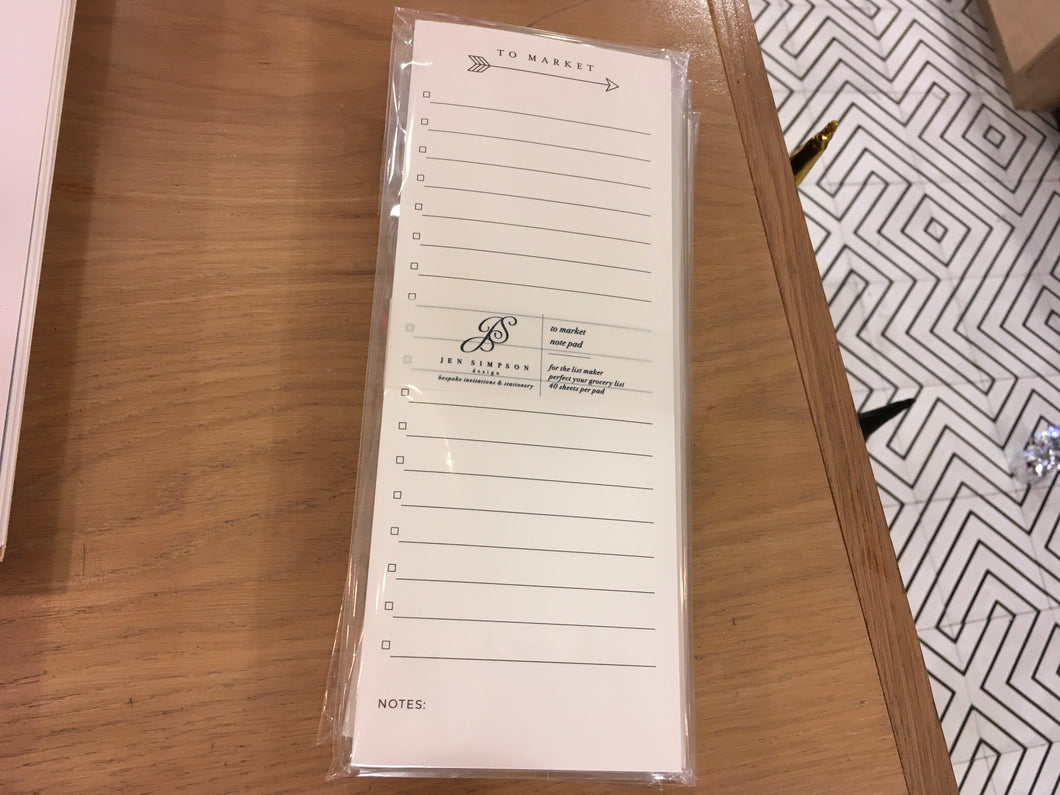 TO MARKET
JS
JEN SIMPSON
design
bespoke invitations & stationery
to market
note pad
for the list maker
perfect your grocery list
40 sheets per pad
NOTES: